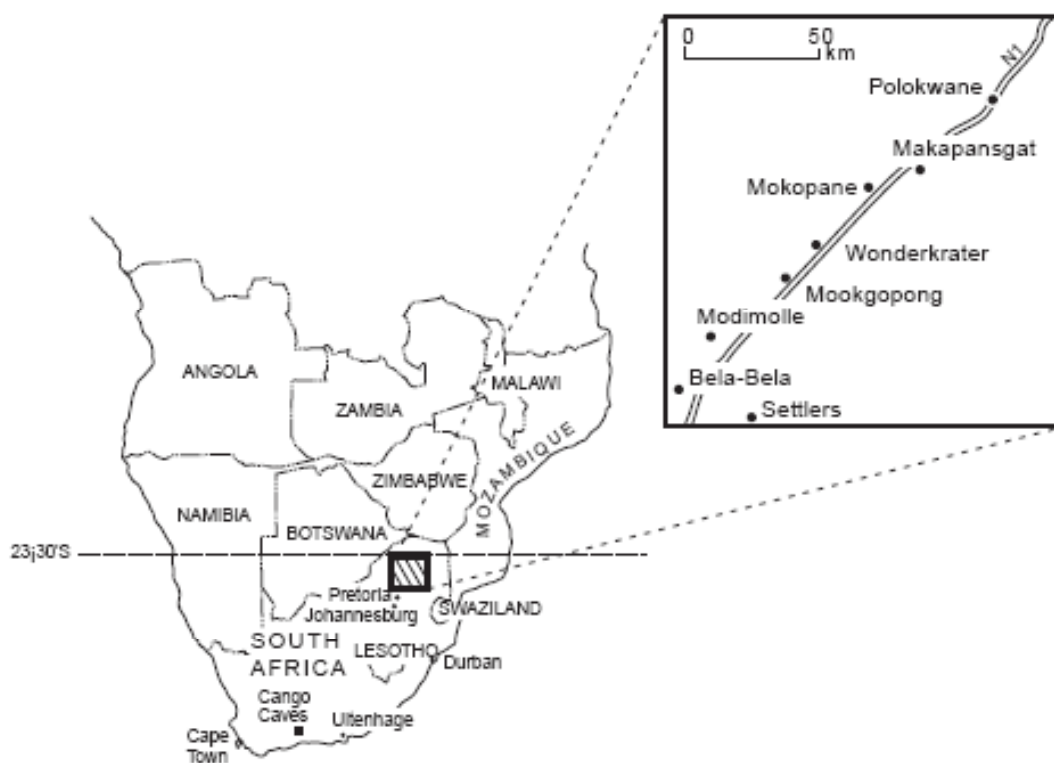 0 50
km
N1
Polokwane
Makapansgat
Mokopane
Wonderkrater
Mookgopong
Modimolle
Bela-Bela
Settlers
ANGOLA
ZAMBIA
MALAWI
MOZAMBIQUE
ZIMBABWE
NAMIBIA
BOTSWANA
23¡30'S
Pretoria
Johannesburg
SWAZILAND
SOUTH
AFRICA
LESOTHO
Durban
Cango
Caves
Uitenhage
Cape
Town